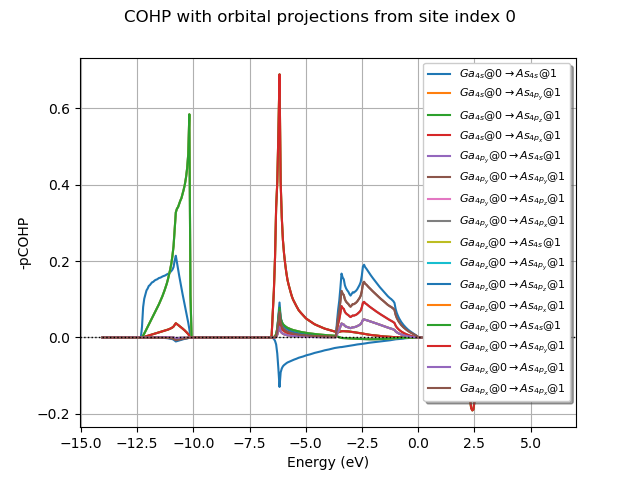 COHP with orbital projections from site index 0
-pCOHP
0.6
0.4
0.2
0.0
−0.2
−15.0 −12.5 −10.0 −7.5 −5.0 −2.5 0.0 2.5 5.0
Energy (eV)
Ga4s@0→As4s@1
Ga4s@0→As4py@1
Ga4s@0→As4pz@1
Ga4s@0→As4px@1
Ga4py@0→As4s@1
Ga4py@0→As4py@1
Ga4py@0→As4pz@1
Ga4py@0→As4px@1
Ga4pz@0→As4s@1
Ga4pz@0→As4py@1
Ga4pz@0→As4pz@1
Ga4pz@0→As4px@1
Ga4px@0→As4s@1
Ga4px@0→As4py@1
Ga4px@0→As4pz@1
Ga4px@0→As4px@1